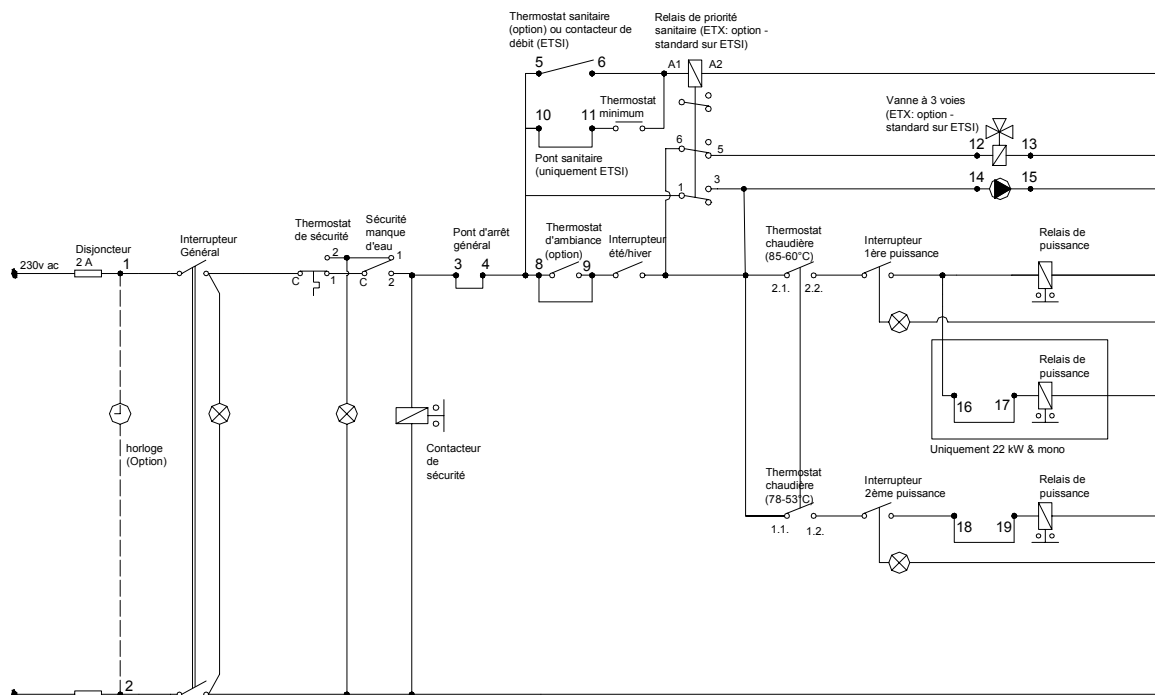 Thermostat sanitaire
(option) ou contacteur de
débit (ETSI)
Relais de priorité
sanitaire (ETX: option -
standard sur ETSI)
5
6
A1
A2
10
11
Thermostat
minimum
Vanne à 3 voies
(ETX: option -
standard sur ETSI)
6
5
12
13
Pont sanitaire
(uniquement ETSI)
1
3
14
15
Disjoncteur
2 A
Interrupteur
Général
Thermostat
de sécurité
Sécurité
manque
d'eau
Pont d'arrêt
général
Thermostat
d'ambiance
(option)
Interrupteur
été/hiver
Thermostat
chaudière
(85-60°C)
Interrupteur
1ère puissance
Relais de
puissance
230v ac
1
2
1
C
1
C
2
3
4
8
9
2.1.
2.2.
Relais de
puissance
16
17
Uniquement 22 kW & mono
horloge
(Option)
Contacteur
de
sécurité
Thermostat
chaudière
(78-53°C)
Interrupteur
2ème puissance
Relais de
puissance
1.1.
1.2.
18
19
2